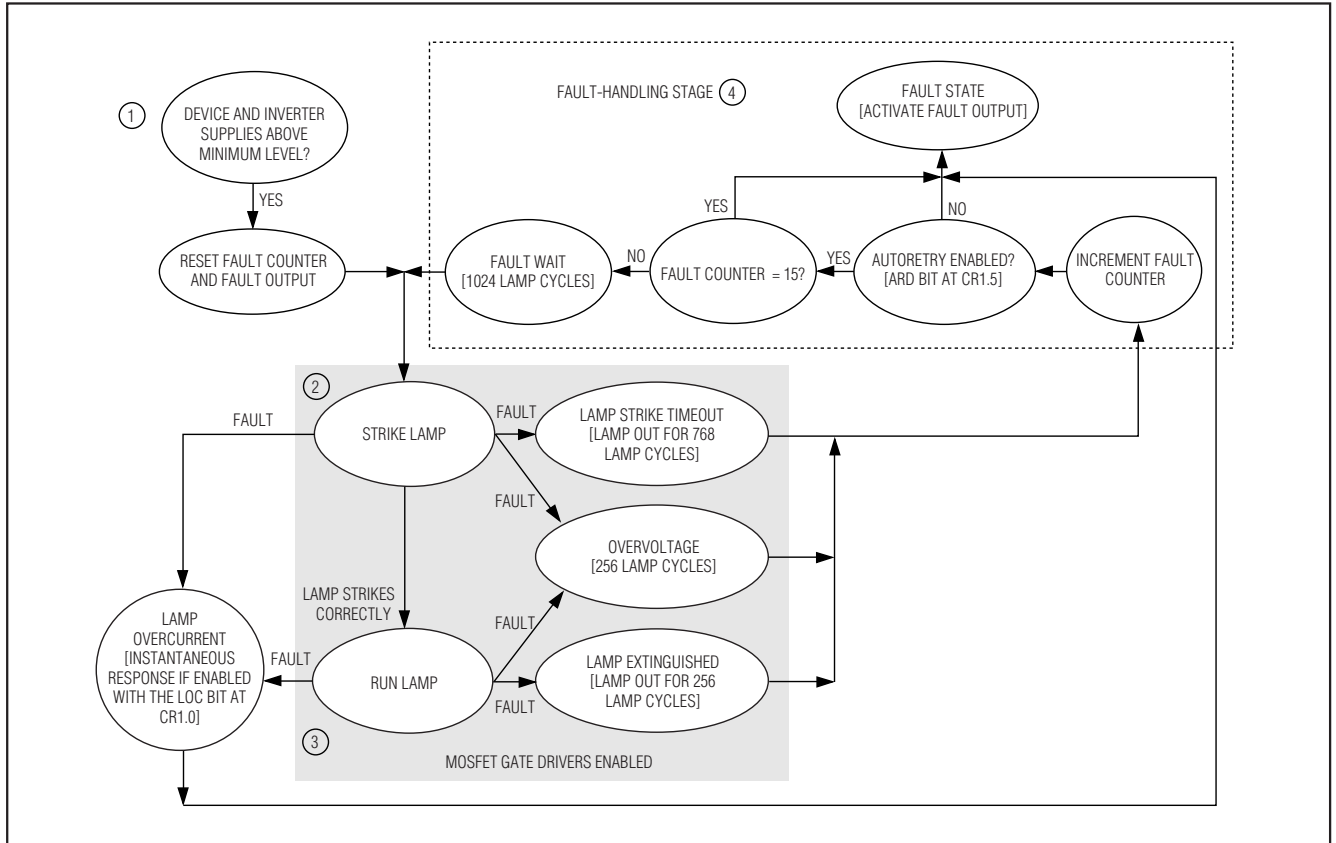 FAULT-HANDLING STAGE 4
FAULT STATE
[ACTIVATE FAULT OUTPUT]
1
DEVICE AND INVERTER
SUPPLIES ABOVE
MINIMUM LEVEL?
YES
RESET FAULT COUNTER
AND FAULT OUTPUT
FAULT WAIT
[1024 LAMP CYCLES]
NO
YES
FAULT COUNTER = 15?
YES
NO
AUTORETRY ENABLED?
[ARD BIT AT CR1.5]
INCREMENT FAULT
COUNTER
2
FAULT
STRIKE LAMP
FAULT
LAMP STRIKE TIMEOUT
[LAMP OUT FOR 768
LAMP CYCLES]
FAULT
OVERVOLTAGE
[256 LAMP CYCLES]
LAMP STRIKES
CORRECTLY
FAULT
LAMP
OVERCURRENT
[INSTANTANEOUS
RESPONSE IF ENABLED
WITH THE LOC BIT AT
CR1.0]
FAULT
RUN LAMP
FAULT
LAMP EXTINGUISHED
[LAMP OUT FOR 256
LAMP CYCLES]
3
MOSFET GATE DRIVERS ENABLED